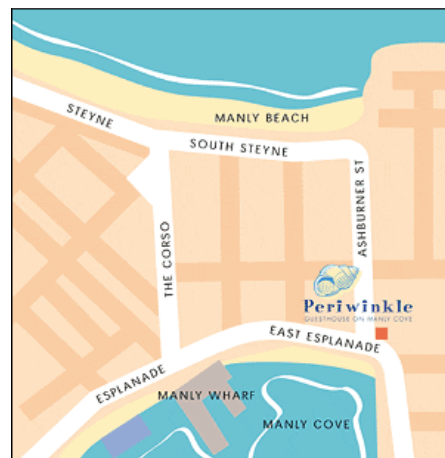 STEYNE
MANLY BEACH
SOUTH STEYNE
ASHBURNER ST
THE CORSO
Periwinkle
GUESTHOUSE ON MANLY COVE
EAST ESPLANADE
ESPLANADE
MANLY WHARF
MANLY COVE